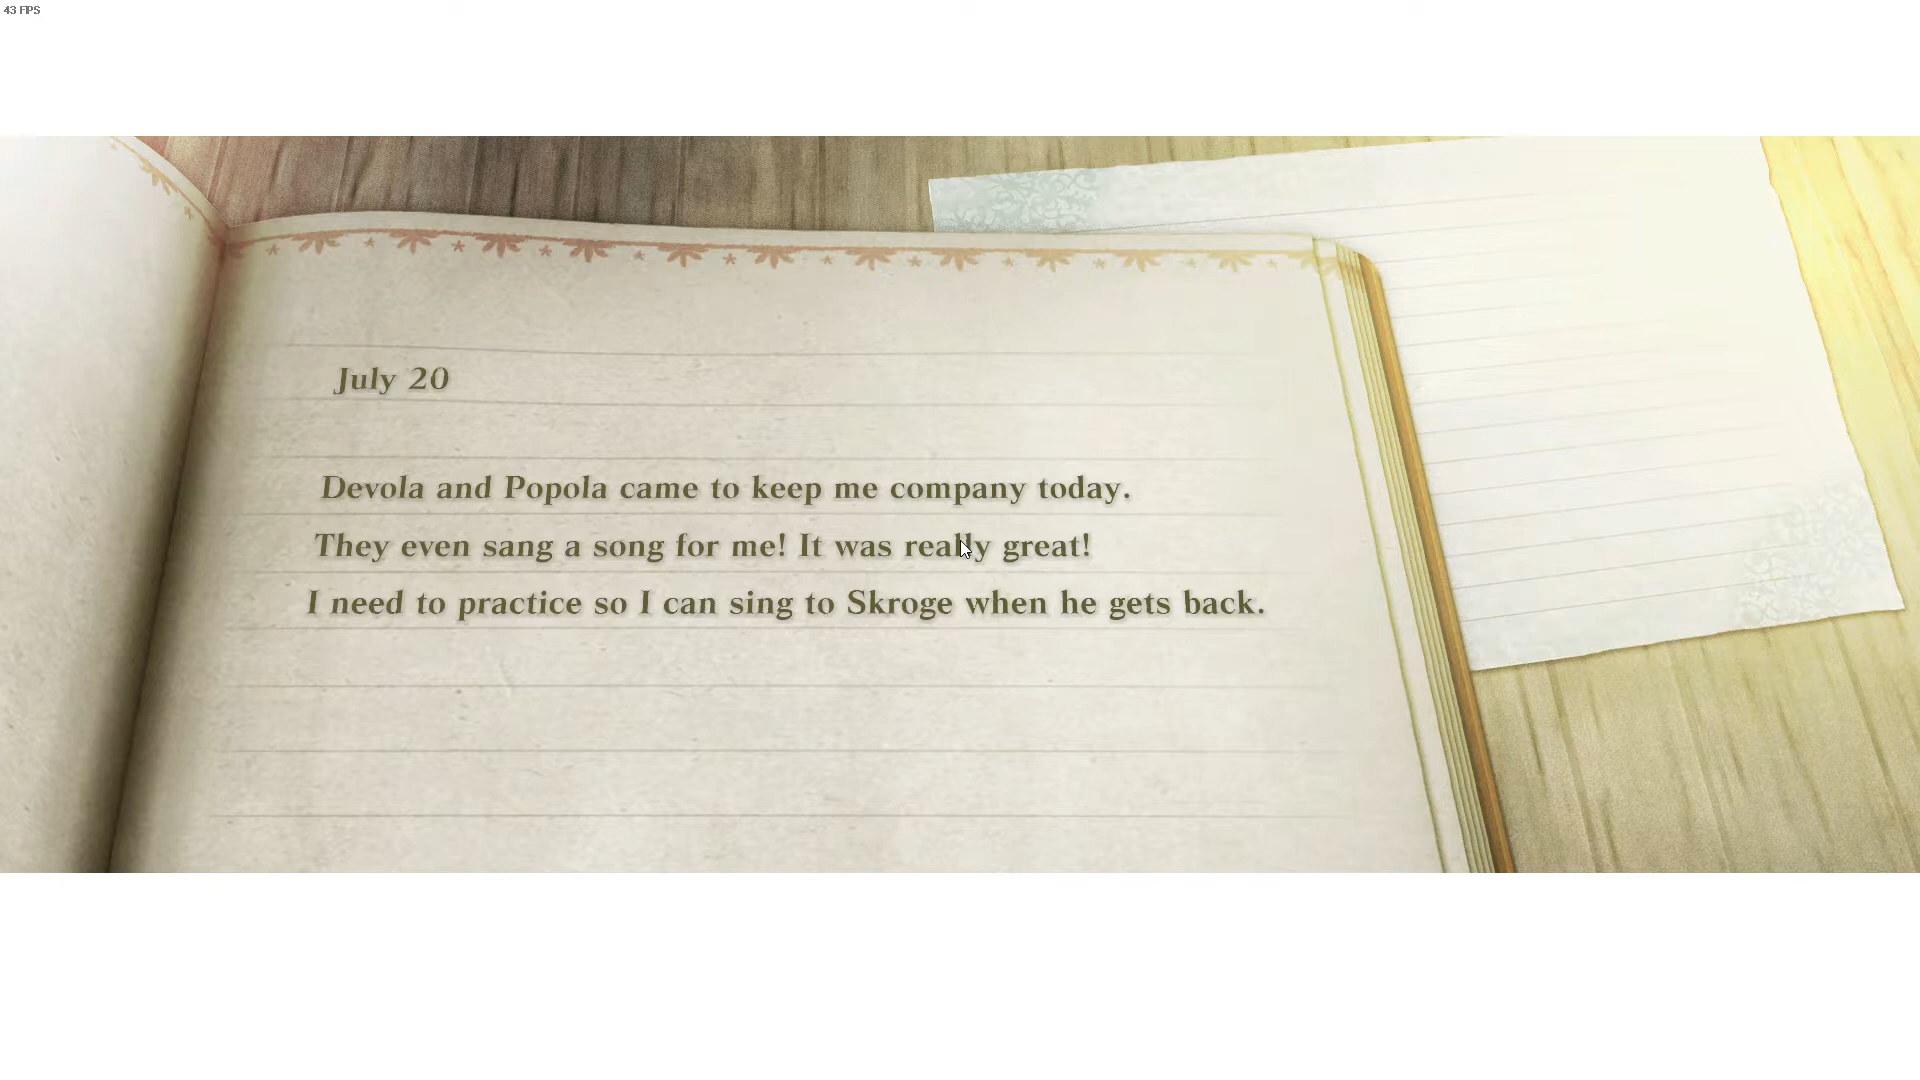 43 FPS
July 20
Devola and Popola came to keep me company today.
They even sang a song for me! It was really great!
I need to practice so I can sing to Skroge when he gets back.